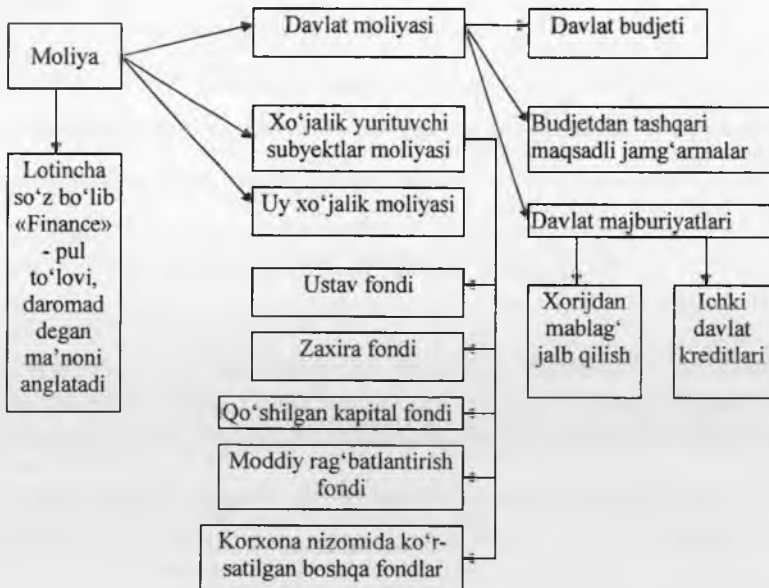 Moliya
Lotincha
so‘z bo‘lib
«Finance»
- pul
to‘lovi,
daromad
degan
ma’noni
anglatadi
Davlat moliyasi
Xo‘jalik yurituvchi
subyektlar moliyasi
Uy xo‘jalik moliyasi
Ustav fondi
Zaxira fondi
Qo‘shilgan kapital fondi
Moddiy rag‘batlantirish
fondi
Korxona nizomida ko‘r-
satilgan boshqa fondlar
Davlat budjeti
Budjetdan tashqari
maqsadli jamg‘armalar
Davlat majburiyatlari
Xorijdan
mablag‘
jalb qilish
Ichki
davlat
kreditlari